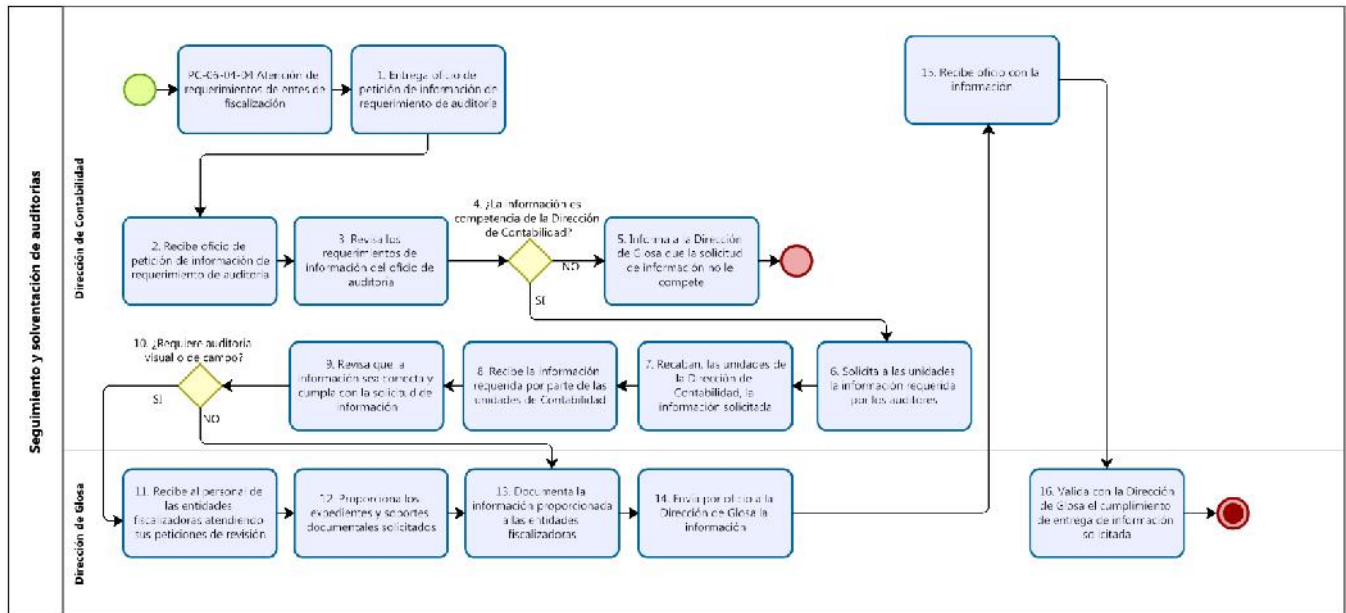 Seguimiento y solventación de auditorías
Dirección de Contabilidad
PC-06-04-04 Atención de
requerimientos de entes de
fiscalización
1. Entrega oficio de
petición de información de
requerimiento de auditoría
15. Recibe oficio con la
información
2. Recibe oficio de
petición de información de
requerimiento de auditoría
3. Revisa los
requerimientos de
información del oficio de
auditoría
4. ¿La información es
competencia de la Dirección
de Contabilidad?
NO
SI
5. Informa a la Dirección
de Glosa que la solicitud
de información no le
compete
6. Solicita a las unidades
la información requerida
por los auditores
7. Recaban, las unidades de
la Dirección de
Contabilidad, la
información solicitada
8. Recibe la información
requerida por parte de las
unidades de Contabilidad
9. Revisa que la
información sea correcta y
cumpla con la solicitud de
información
10. ¿Requiere auditoría
visual o de campo?
SI
NO
Dirección de Glosa
11. Recibe al personal de
las entidades
fiscalizadoras atendiendo
sus peticiones de revisión
12. Proporciona los
expedientes y soportes
documentales solicitados
13. Documenta la
información proporcionada
a las entidades
fiscalizadoras
14. Envía por oficio a la
Dirección de Glosa la
información
16. Valida con la Dirección
de Glosa el cumplimiento
de entrega de información
solicitada